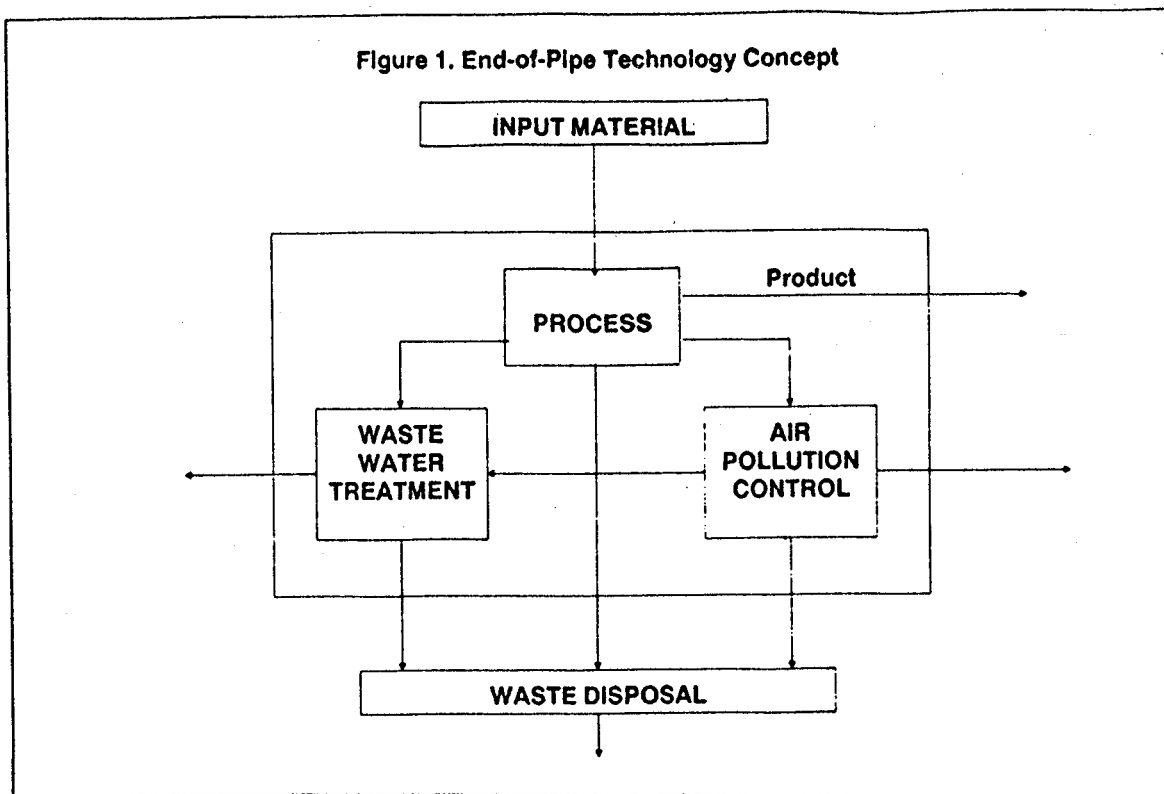 Figure 1. End-of-Pipe Technology Concept
INPUT MATERIAL
Product
PROCESS
WASTE
WATER
TREATMENT
AIR
POLLUTION
CONTROL
WASTE DISPOSAL